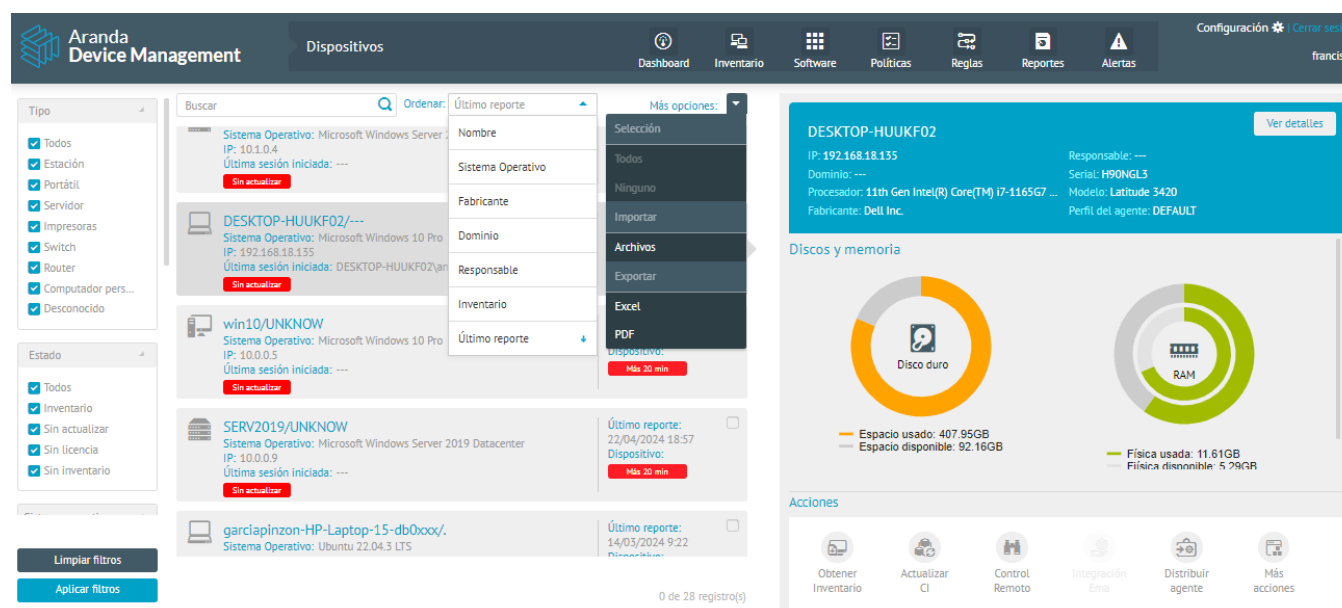 Aranda
Device Management
Dispositivos
Dashboard
Inventario
Software
Políticas
Reglas
Reportes
Alertas
Configuración | Cerrar sesi
francis
Tipo
Todos
Estación
Portátil
Servidor
Impresoras
Switch
Router
Computador pers...
Desconocido
Estado
Todos
Inventario
Sin actualizar
Sin licencia
Sin inventario
Limpiar filtros
Aplicar filtros
Buscar
Ordenar: Último reporte
Más opciones:
Nombre
Sistema Operativo
Fabricante
Dominio
Responsable
Inventario
Último reporte
Selección
Todos
Ninguno
Importar
Archivos
Exportar
Excel
PDF
Sistema Operativo: Microsoft Windows Server
IP: 10.1.0.4
Última sesión iniciada: ---
Sin actualizar
DESKTOP-HUUKF02/---
Sistema Operativo: Microsoft Windows 10 Pro
IP: 192.168.18.135
Última sesión iniciada: DESKTOP-HUUKF02\an
Sin actualizar
win10/UNKNOW
Sistema Operativo: Microsoft Windows 10 Pro
IP: 10.0.0.5
Última sesión iniciada: ---
Sin actualizar
Dispositivo:
Más 20 min
SERV2019/UNKNOW
Sistema Operativo: Microsoft Windows Server 2019 Datacenter
IP: 10.0.0.9
Última sesión iniciada: ---
Sin actualizar
Último reporte:
22/04/2024 18:57
Dispositivo:
Más 20 min
garciapinzon-HP-Laptop-15-db0xxx/.
Sistema Operativo: Ubuntu 22.04.3 LTS
Último reporte:
14/03/2024 9:22
Dispositivo:
0 de 28 registro(s)
DESKTOP-HUUKF02
Ver detalles
IP: 192.168.18.135
Responsable: ---
Dominio: ---
Serial: H90NGL3
Procesador: 11th Gen Intel(R) Core(TM) i7-1165G7 ...
Modelo: Latitude 3420
Fabricante: Dell Inc.
Perfil del agente: DEFAULT
Discos y memoria
Disco duro
Espacio usado: 407.95GB
Espacio disponible: 92.16GB
RAM
Física usada: 11.61GB
Física disponible: 5.29GB
Acciones
Obtener
Inventario
Actualizar
CI
Control
Remoto
Integración
Ema
Distribuir
agente
Más
acciones